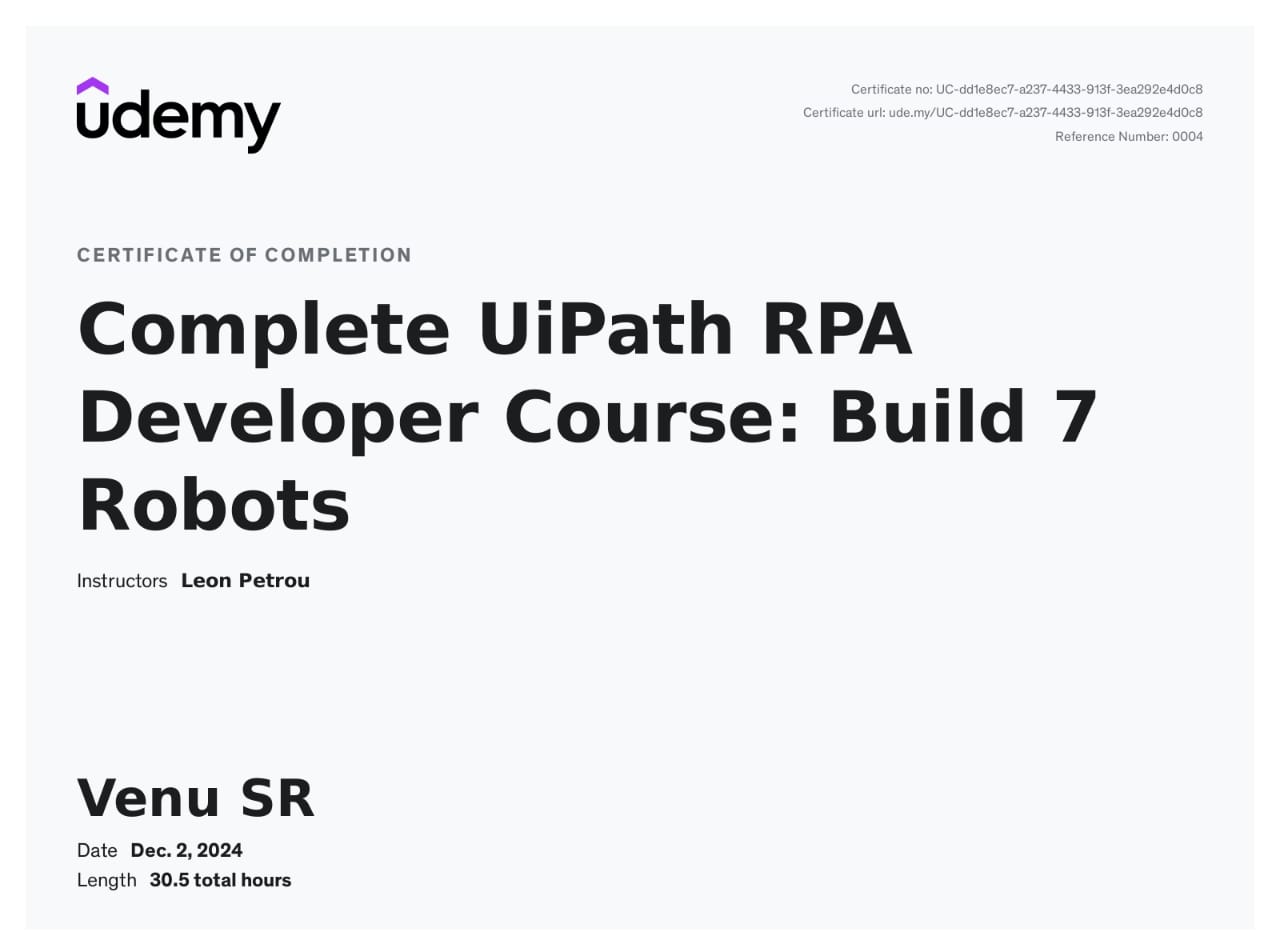 udemy
Certificate no: UC-dd1e8ec7-a237-4433-913f-3ea292e4d0c8
Certificate url: ude.my/UC-dd1e8ec7-a237-4433-913f-3ea292e4d0c8
Reference Number: 0004
CERTIFICATE OF COMPLETION
Complete UiPath RPA
Developer Course: Build 7
Robots
Instructors Leon Petrou
Venu SR
Date Dec. 2, 2024
Length 30.5 total hours